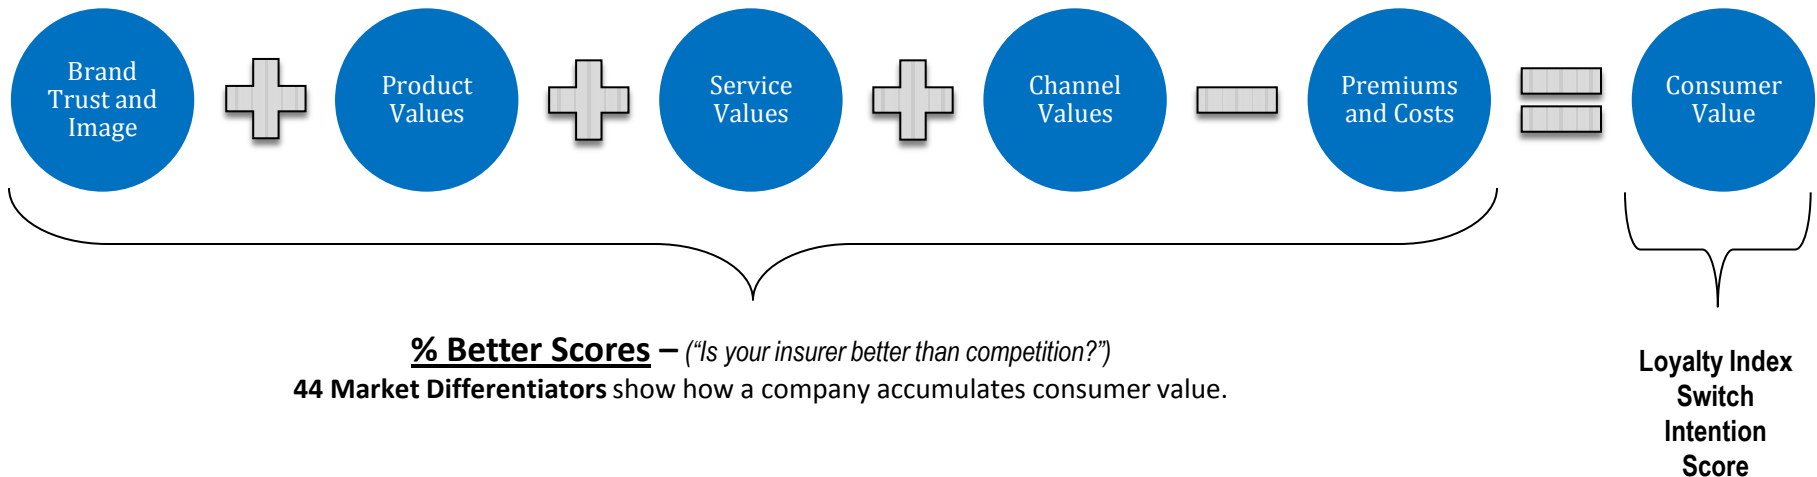 Brand
Trust and
Image
Product
Values
Service
Values
Channel
Values
Premiums
and Costs
Consumer
Value
% Better Scores – (“Is your insurer better than competition?”)
44 Market Differentiators show how a company accumulates consumer value.
Loyalty Index
Switch
Intention
Score